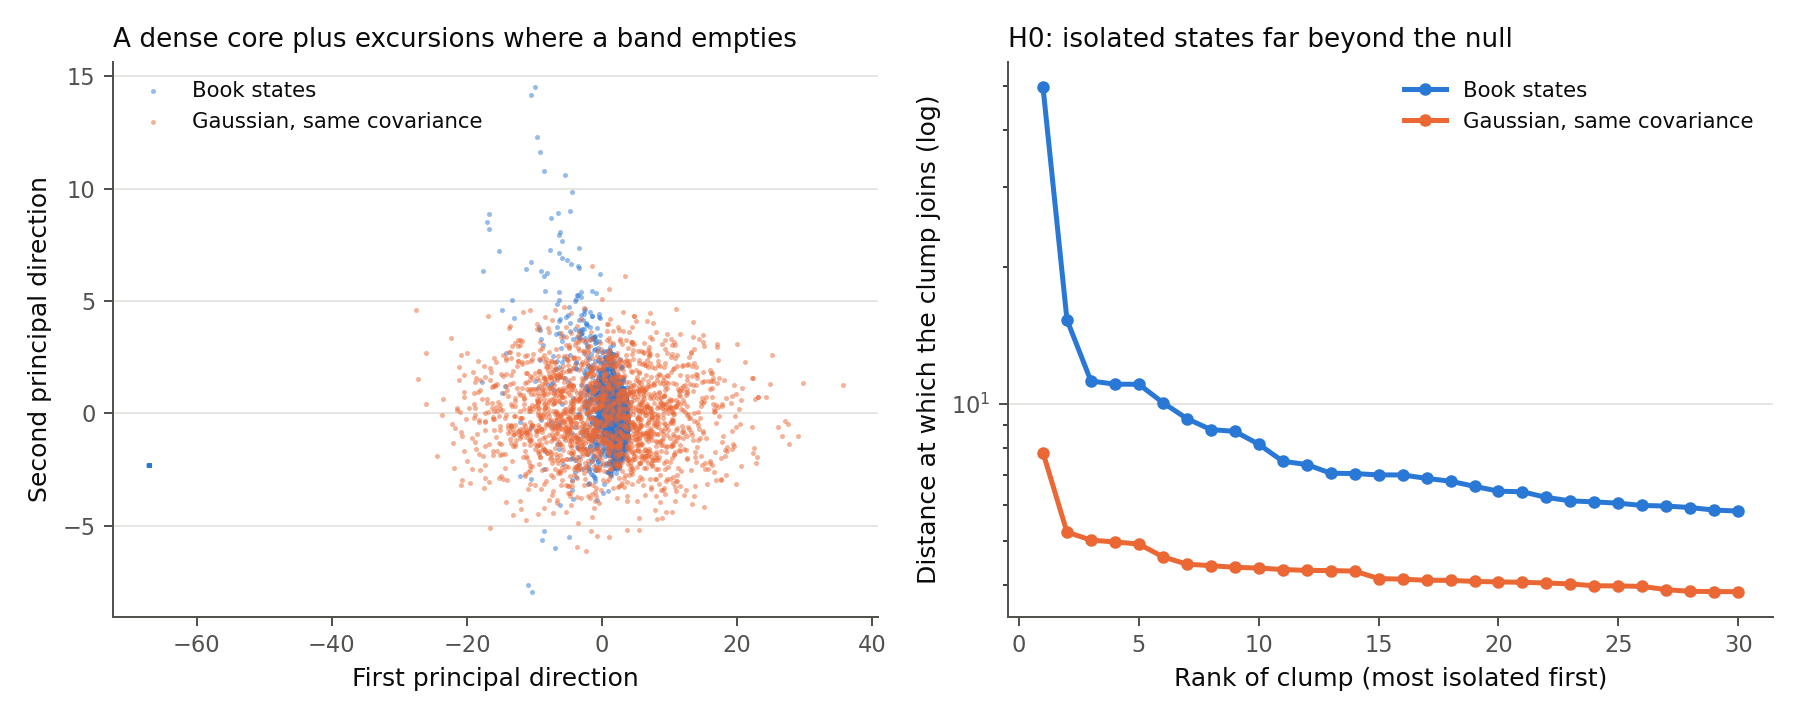 A dense core plus excursions where a band empties
Book states
Gaussian, same covariance
15
10
5
0
−5
Second principal direction
−60
−40
−20
0
20
40
First principal direction
H0: isolated states far beyond the null
Book states
Gaussian, same covariance
10¹
Distance at which the clump joins (log)
0
5
10
15
20
25
30
Rank of clump (most isolated first)